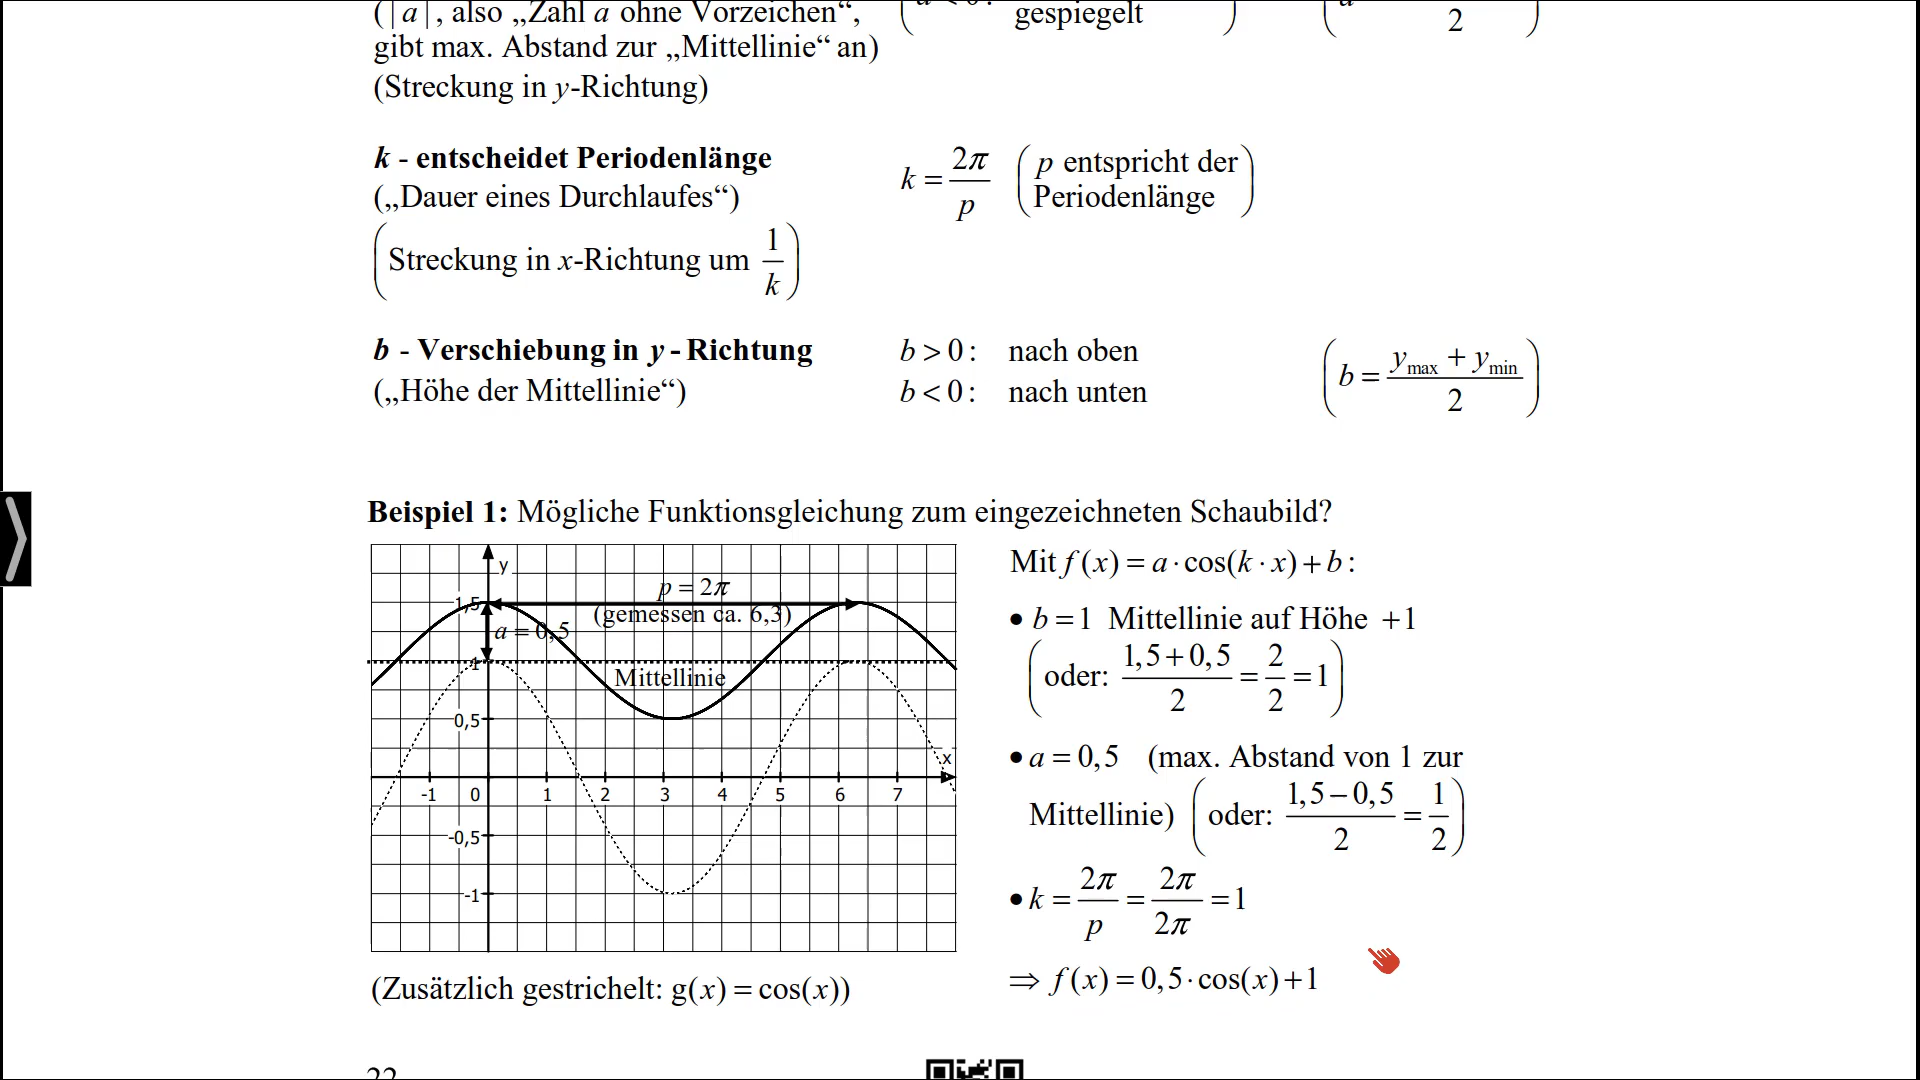 ( | a | , also „Zahl a ohne Vorzeichen“,
gespiegelt
2
gibt max. Abstand zur „Mittellinie“ an)
(Streckung in y-Richtung)
k - entscheidet Periodenlänge
(„Dauer eines Durchlaufes“)
k = 2π / p (p entspricht der Periodenlänge)
(Streckung in x-Richtung um 1/k)
b - Verschiebung in y - Richtung
(„Höhe der Mittellinie“)
b > 0 : nach oben
b < 0 : nach unten
(b = (y_max + y_min) / 2)
Beispiel 1: Mögliche Funktionsgleichung zum eingezeichneten Schaubild?
y
p = 2π
1,5
(gemessen ca. 6,3)
a = 0,5
1
Mittellinie
0,5
x
-1 0 1 2 3 4 5 6 7
-0,5
-1
(Zusätzlich gestrichelt: g(x) = cos(x))
Mit f (x) = a · cos(k · x) + b :
• b = 1 Mittellinie auf Höhe +1
(oder: (1,5 + 0,5) / 2 = 2/2 = 1)
• a = 0,5 (max. Abstand von 1 zur
Mittellinie) (oder: (1,5 − 0,5) / 2 = 1/2)
• k = 2π / p = 2π / 2π = 1
⇒ f (x) = 0,5 · cos(x) + 1
22